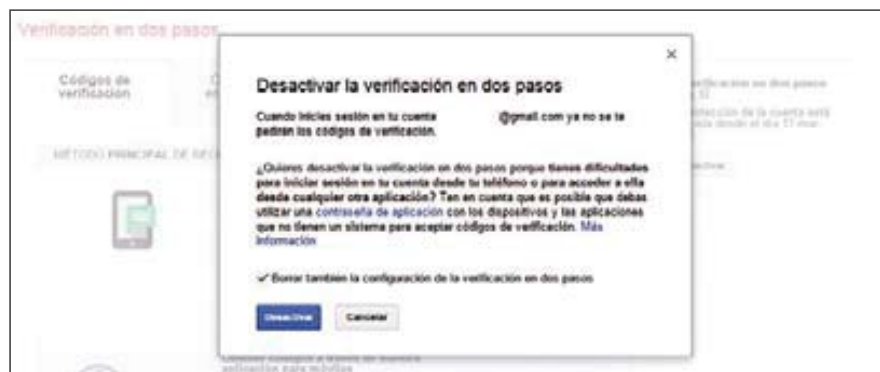 Verificación en dos pasos
Códigos de
verificación
Desactivar la verificación en dos pasos
Cuando inicies sesión en tu cuenta @gmail.com ya no se te
pedirán los códigos de verificación.
¿Quieres desactivar la verificación en dos pasos porque tienes dificultades
para iniciar sesión en tu cuenta desde tu teléfono o para acceder a ella
desde cualquier otra aplicación? Ten en cuenta que es posible que debas
utilizar una contraseña de aplicación con los dispositivos y las aplicaciones
que no tienen un sistema para aceptar códigos de verificación. Más
información
Borrar también la configuración de la verificación en dos pasos
Desactivar Cancelar
MÉTODO PRINCIPAL DE
aplicación para móviles